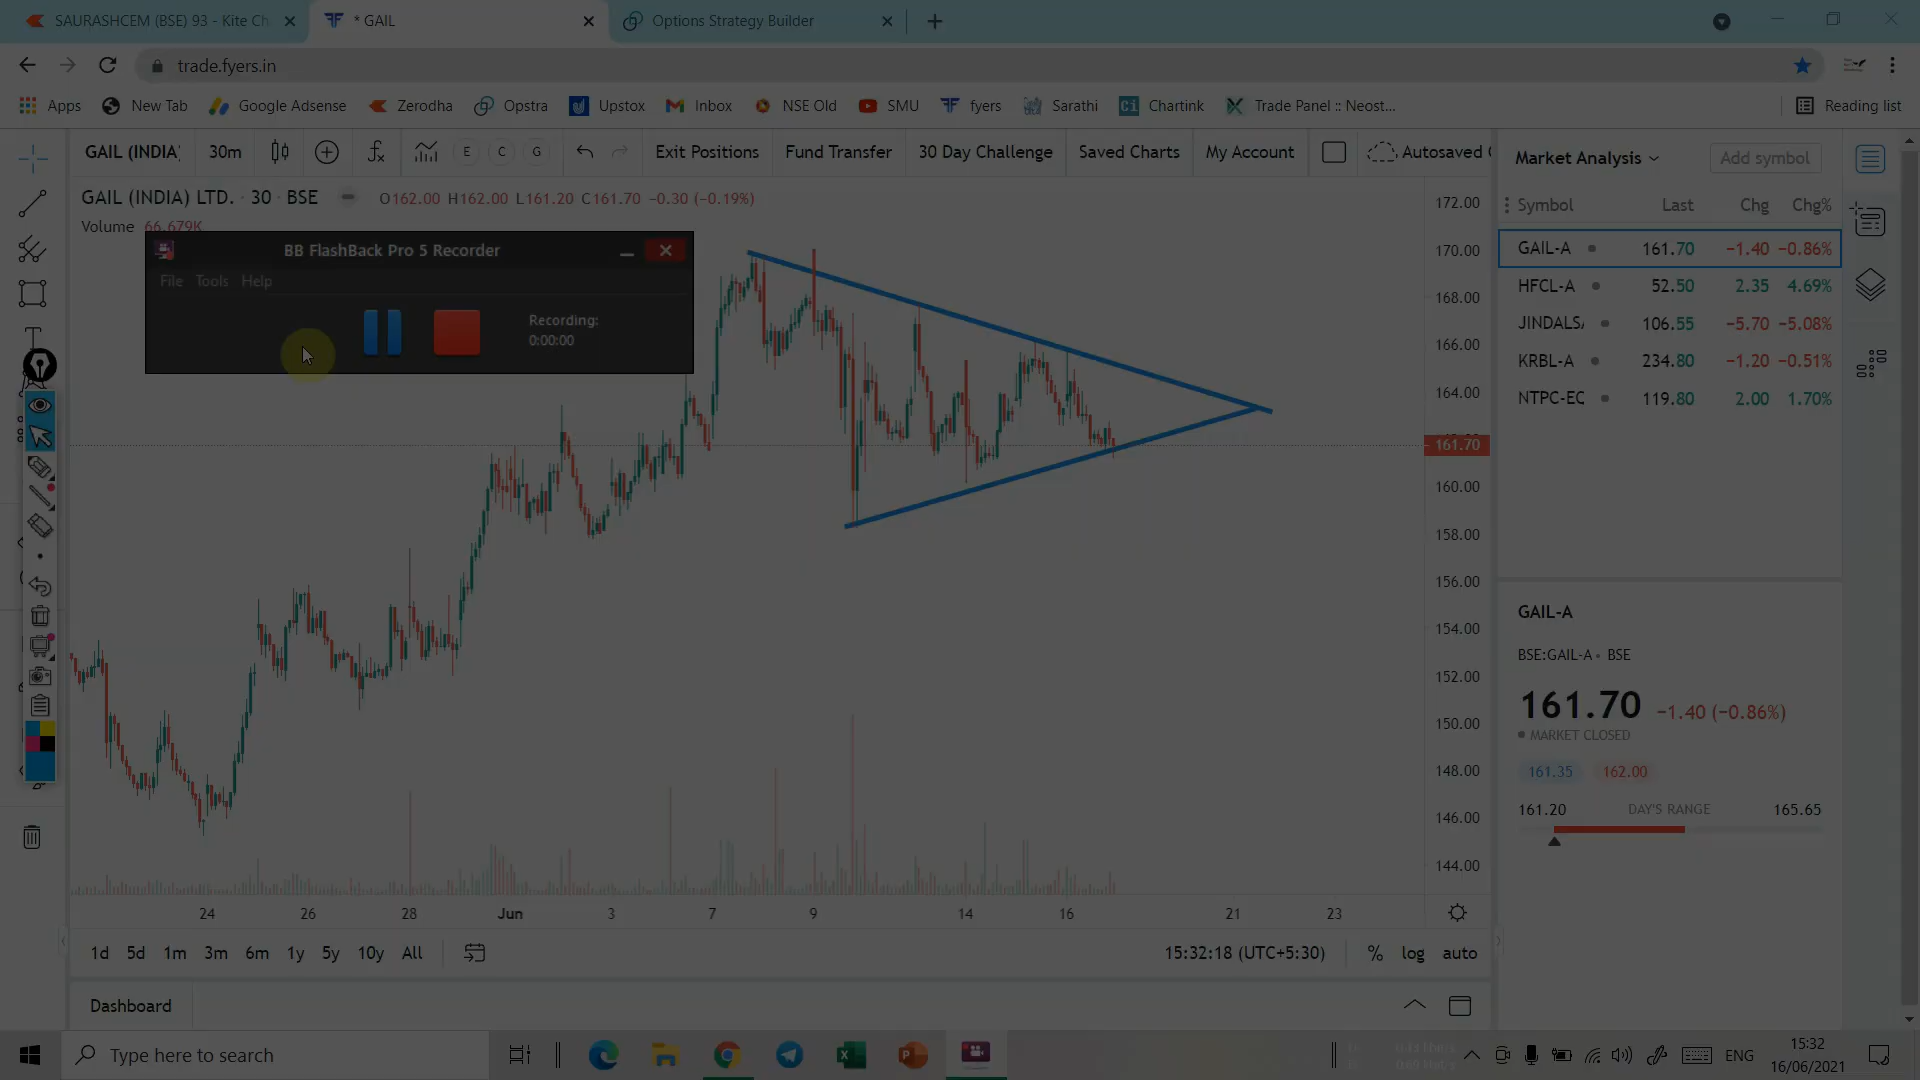 SAURASHCEM (BSE) 93 - Kite Ch
* GAIL
Options Strategy Builder
trade.fyers.in
Apps
New Tab
Google Adsense
Zerodha
Opstra
Upstox
Inbox
NSE Old
SMU
fyers
Sarathi
Chartink
Trade Panel :: Neost...
Reading list
GAIL (INDIA)
30m
E
C
G
Exit Positions
Fund Transfer
30 Day Challenge
Saved Charts
My Account
Autosaved C
GAIL (INDIA) LTD. · 30 · BSE
O162.00 H162.00 L161.20 C161.70 −0.30 (−0.19%)
Volume 66.679K
BB FlashBack Pro 5 Recorder
File Tools Help
Recording:
0:00:00
172.00
170.00
168.00
166.00
164.00
161.70
160.00
158.00
156.00
154.00
152.00
150.00
148.00
146.00
144.00
24 26 28 Jun 3 7 9 14 16 21 23
1d 5d 1m 3m 6m 1y 5y 10y All
15:32:18 (UTC+5:30)
% log auto
Dashboard
Market Analysis
Add symbol
Symbol Last Chg Chg%
GAIL-A 161.70 −1.40 −0.86%
HFCL-A 52.50 2.35 4.69%
JINDALSA 106.55 −5.70 −5.08%
KRBL-A 234.80 −1.20 −0.51%
NTPC-EQ 119.80 2.00 1.70%
GAIL-A
BSE:GAIL-A • BSE
161.70 −1.40 (−0.86%)
MARKET CLOSED
161.35 162.00
161.20 DAY'S RANGE 165.65
Type here to search
ENG
15:32
16/06/2021